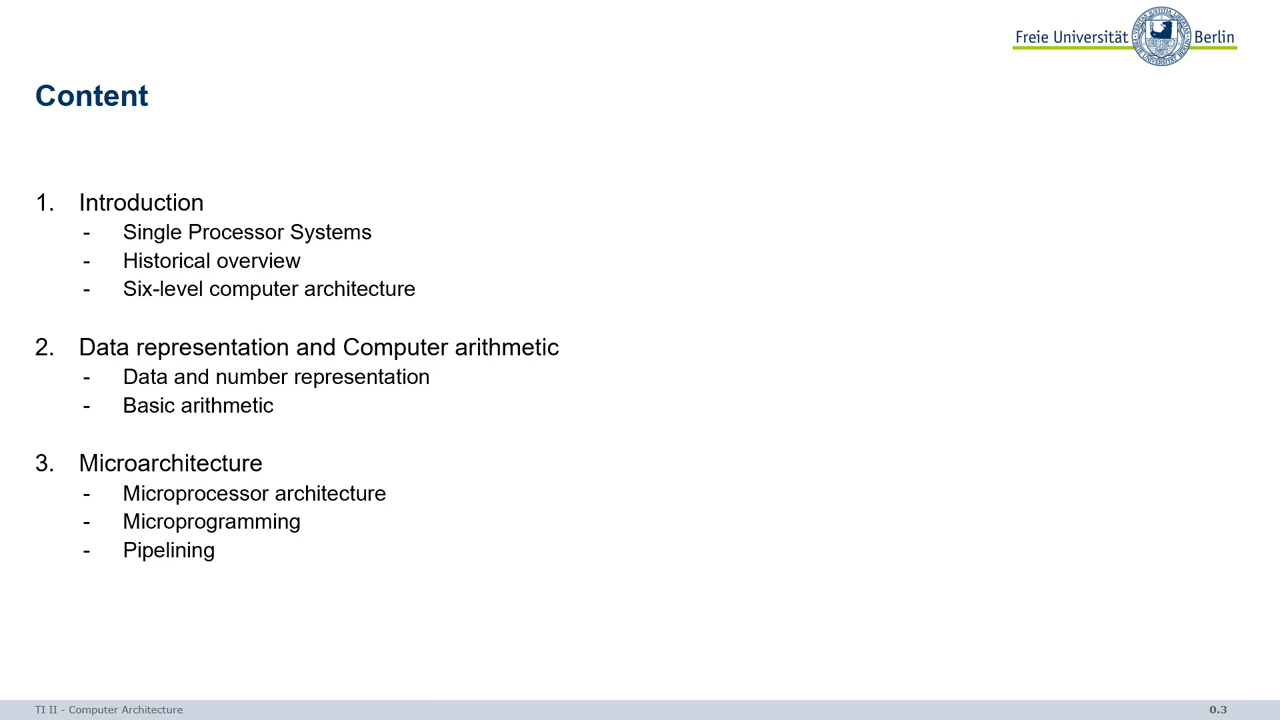 Freie Universität Berlin
Content
1. Introduction
- Single Processor Systems
- Historical overview
- Six-level computer architecture
2. Data representation and Computer arithmetic
- Data and number representation
- Basic arithmetic
3. Microarchitecture
- Microprocessor architecture
- Microprogramming
- Pipelining
TI II - Computer Architecture
0.3